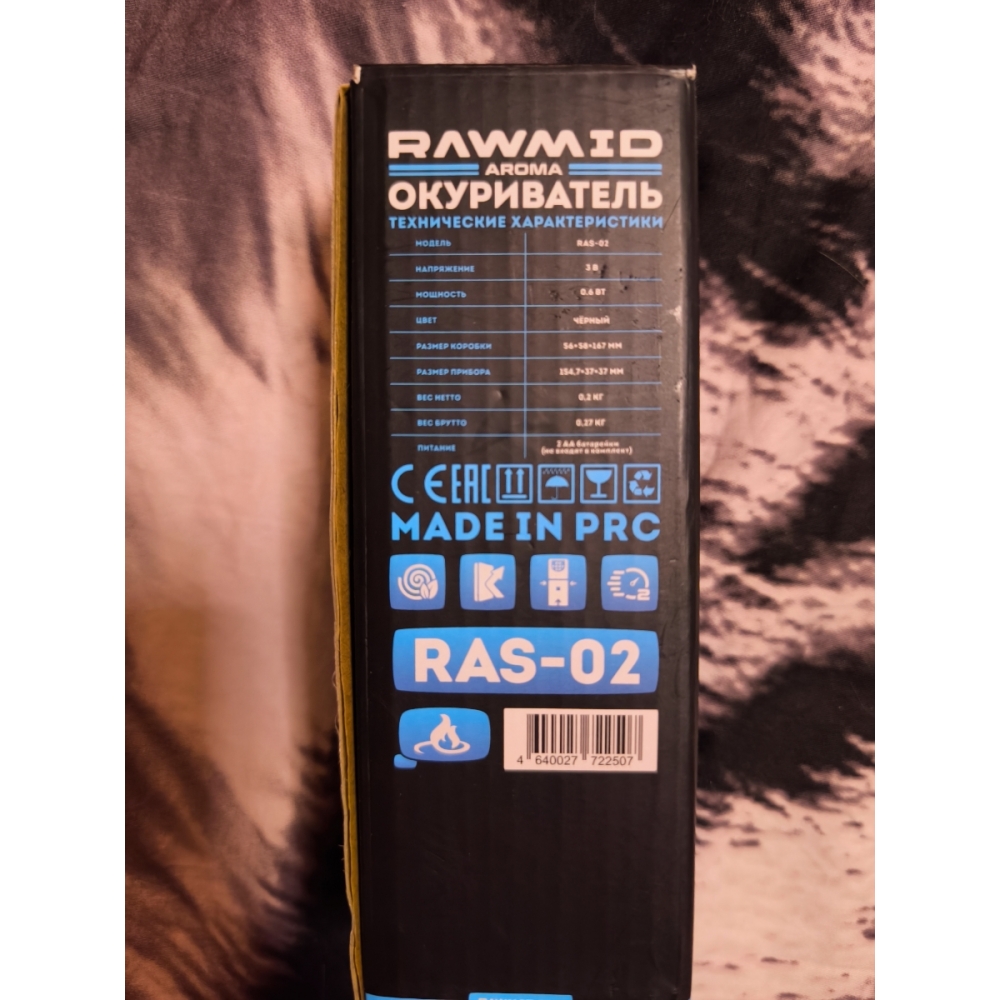 RAWMID
AROMA
ОКУРИВАТЕЛЬ
ТЕХНИЧЕСКИЕ ХАРАКТЕРИСТИКИ
МОДЕЛЬ RAS-02
НАПРЯЖЕНИЕ 3 В
МОЩНОСТЬ 0.6 ВТ
ЦВЕТ ЧЁРНЫЙ
РАЗМЕР КОРОБКИ 56×58×167 ММ
РАЗМЕР ПРИБОРА 154,7×37×37 ММ
ВЕС НЕТТО 0,2 КГ
ВЕС БРУТТО 0,27 КГ
ПИТАНИЕ 2 AA батарейки
(не входят в комплект)
CE EAC
MADE IN PRC
2
RAS-02
4 640027 722507